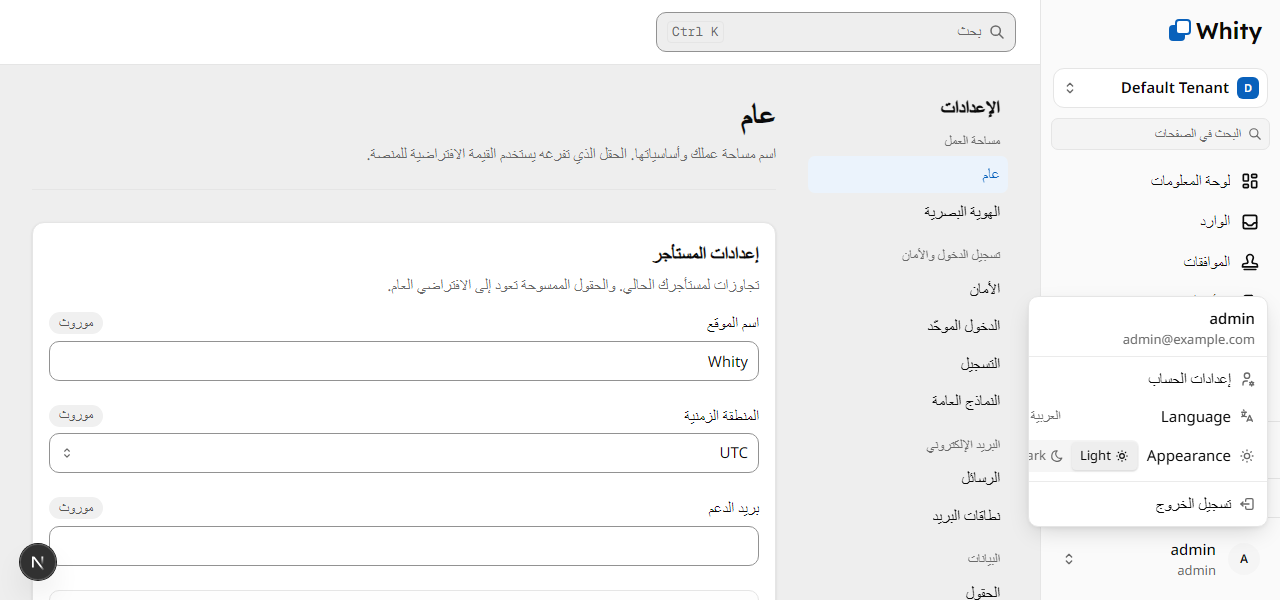 Whity
Default Tenant
D
البحث في الصفحات
لوحة المعلومات
الوارد
الموافقات
admin
admin@example.com
إعدادات الحساب
Language
العربية
Appearance
Light
تسجيل الخروج
A
admin
admin
بحث
Ctrl K
الإعدادات
مساحة العمل
عام
الهوية البصرية
تسجيل الدخول والأمان
الأمان
الدخول الموحّد
التسجيل
النماذج العامة
البريد الإلكتروني
الرسائل
نطاقات البريد
البيانات
الحقول
عام
اسم مساحة عملك وأساسياتها. الحقل الذي تفرغه يستخدم القيمة الافتراضية للمنصة.
إعدادات المستأجر
تجاوزات لمستأجرك الحالي. والحقول الممسوحة تعود إلى الافتراضي العام.
اسم الموقع
موروث
Whity
المنطقة الزمنية
موروث
UTC
بريد الدعم
موروث
N